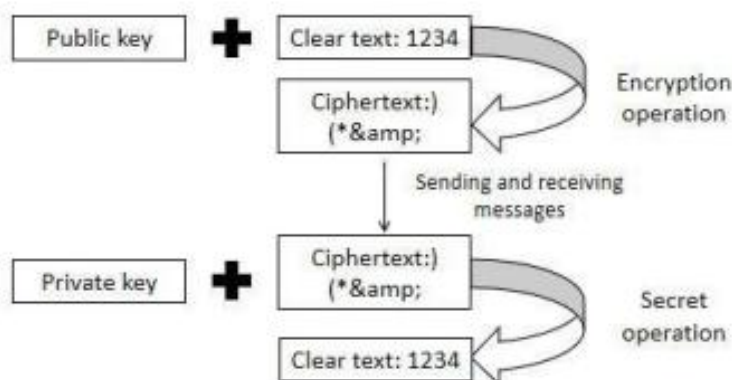 Public key
Clear text: 1234
Ciphertext:)
(*&amp;
Encryption
operation
Sending and receiving
messages
Private key
Ciphertext:)
(*&amp;
Secret
operation
Clear text: 1234